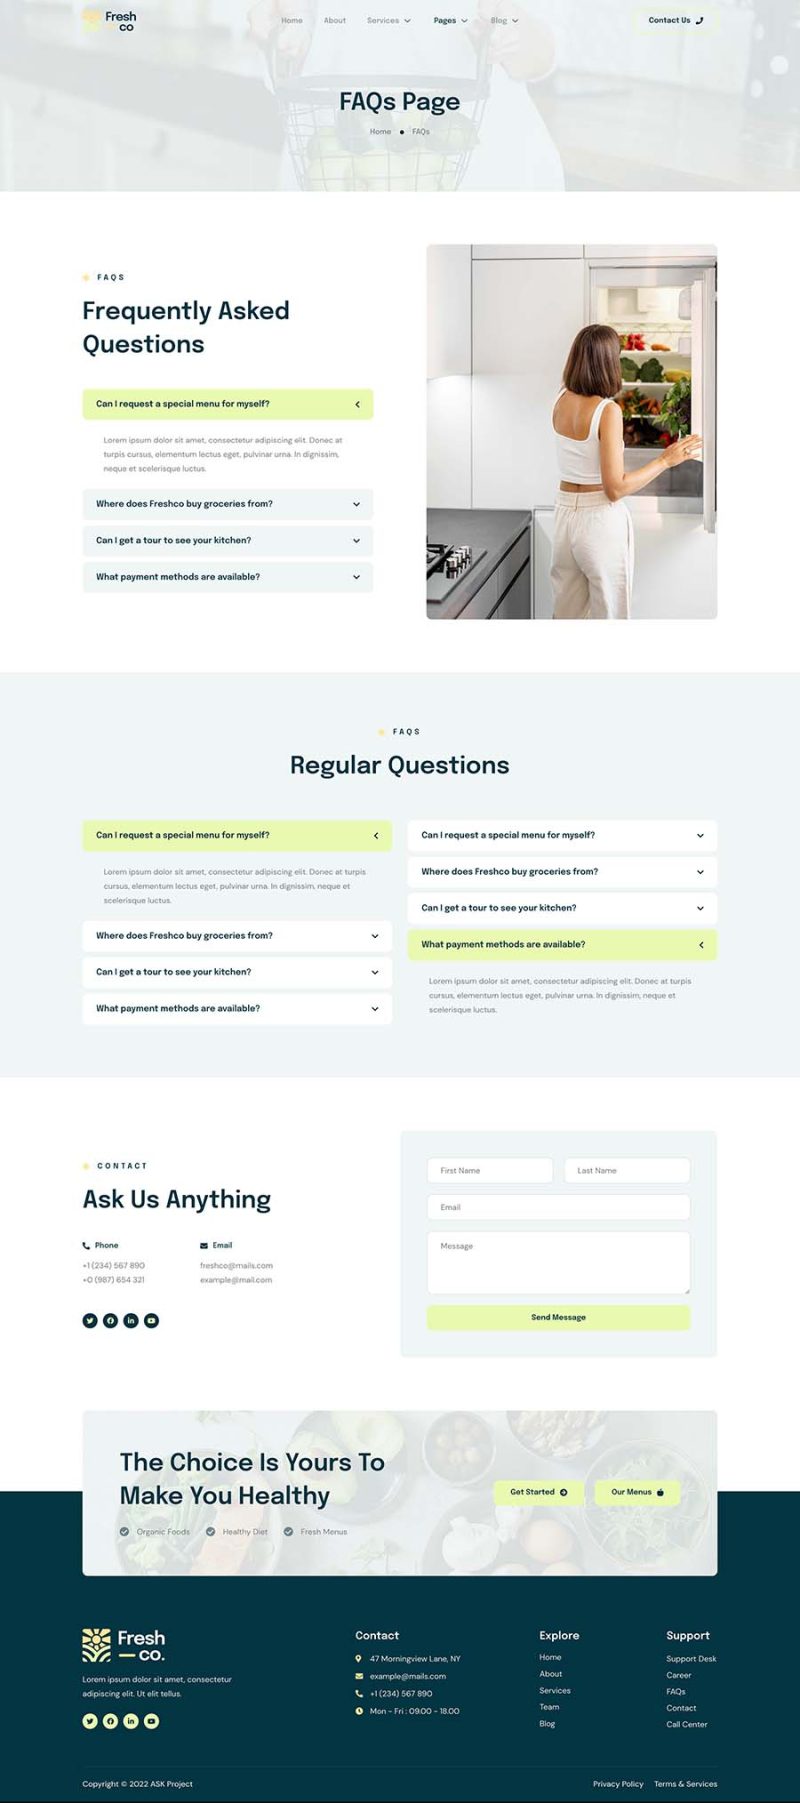 Fresh
co
Home About Services Pages Blog Contact Us
FAQs Page
Home FAQs
FAQS
Frequently Asked
Questions
Can I request a special menu for myself?
Lorem ipsum dolor sit amet, consectetur adipiscing elit. Donec at
turpis cursus, elementum lectus eget, pulvinar urna. In dignissim,
neque et scelerisque luctus.
Where does Freshco buy groceries from?
Can I get a tour to see your kitchen?
What payment methods are available?
FAQS
Regular Questions
Can I request a special menu for myself?
Lorem ipsum dolor sit amet, consectetur adipiscing elit. Donec at turpis
cursus, elementum lectus eget, pulvinar urna. In dignissim, neque et
scelerisque luctus.
Where does Freshco buy groceries from?
Can I get a tour to see your kitchen?
What payment methods are available?
Can I request a special menu for myself?
Where does Freshco buy groceries from?
Can I get a tour to see your kitchen?
What payment methods are available?
Lorem ipsum dolor sit amet, consectetur adipiscing elit. Donec at turpis
cursus, elementum lectus eget, pulvinar urna. In dignissim, neque et
scelerisque luctus.
CONTACT
Ask Us Anything
Phone
+1 (234) 567 890
+0 (987) 654 321
Email
freshco@mails.com
example@mail.com
First Name Last Name
Email
Message
Send Message
The Choice Is Yours To
Make You Healthy
Organic Foods Healthy Diet Fresh Menus
Get Started Our Menus
Fresh
co.
Lorem ipsum dolor sit amet, consectetur
adipiscing elit. Ut elit tellus.
Contact
47 Morningview Lane, NY
example@mails.com
+1 (234) 567 890
Mon - Fri : 09.00 - 18.00
Explore
Home
About
Services
Team
Blog
Support
Support Desk
Career
FAQs
Contact
Call Center
Copyright © 2022 ASK Project
Privacy Policy Terms & Services